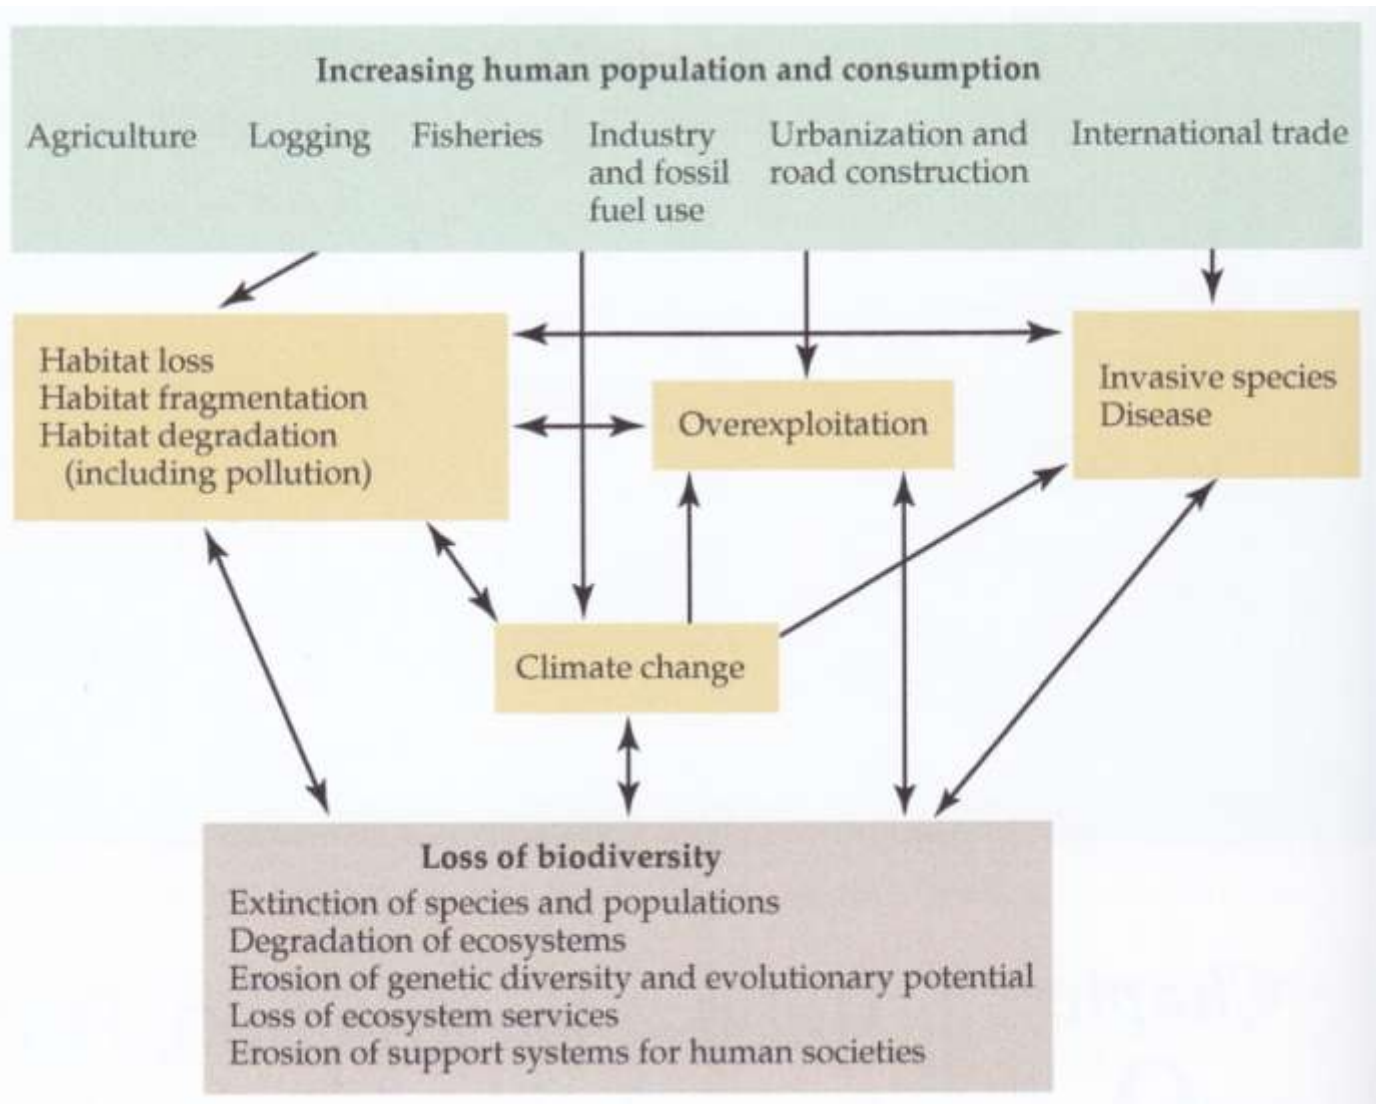 Increasing human population and consumption
Agriculture Logging Fisheries Industry Urbanization and International trade
and fossil road construction
fuel use
Habitat loss
Habitat fragmentation
Habitat degradation
(including pollution)
Overexploitation
Invasive species
Disease
Climate change
Loss of biodiversity
Extinction of species and populations
Degradation of ecosystems
Erosion of genetic diversity and evolutionary potential
Loss of ecosystem services
Erosion of support systems for human societies